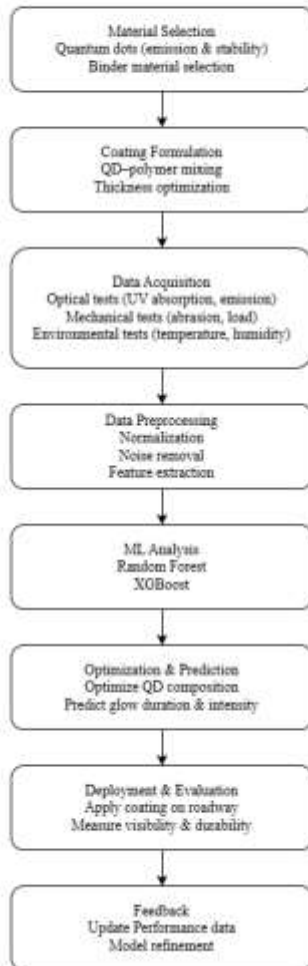 Material Selection
Quantum dots (emission & stability)
Binder material selection
Coating Formulation
QD–polymer mixing
Thickness optimization
Data Acquisition
Optical tests (UV absorption, emission)
Mechanical tests (abrasion, load)
Environmental tests (temperature, humidity)
Data Preprocessing
Normalization
Noise removal
Feature extraction
ML Analysis
Random Forest
XGBoost
Optimization & Prediction
Optimize QD composition
Predict glow duration & intensity
Deployment & Evaluation
Apply coating on roadway
Measure visibility & durability
Feedback
Update Performance data
Model refinement